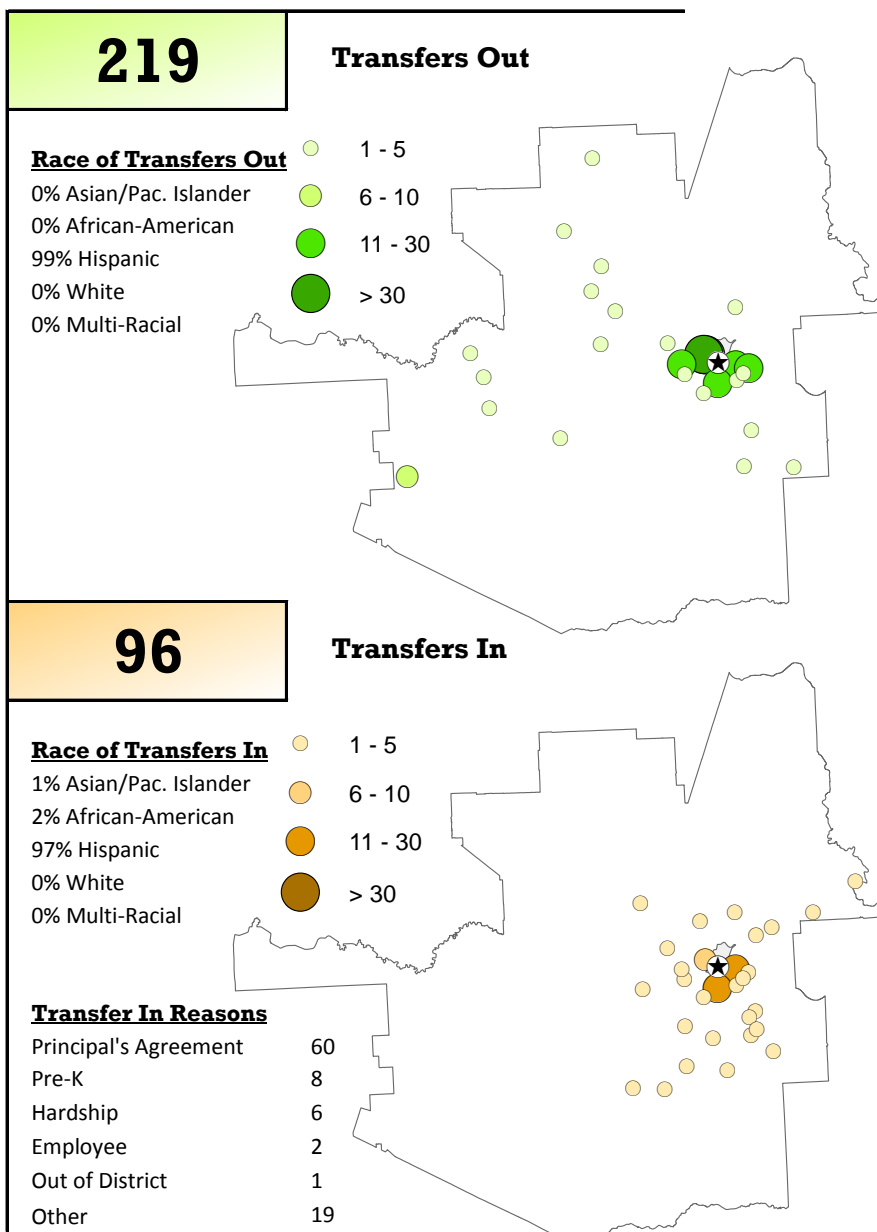 219
Transfers Out
Race of Transfers Out
0% Asian/Pac. Islander
0% African-American
99% Hispanic
0% White
0% Multi-Racial
1 - 5
6 - 10
11 - 30
> 30
96
Transfers In
Race of Transfers In
1% Asian/Pac. Islander
2% African-American
97% Hispanic
0% White
0% Multi-Racial
1 - 5
6 - 10
11 - 30
> 30
Transfer In Reasons
Principal's Agreement 60
Pre-K 8
Hardship 6
Employee 2
Out of District 1
Other 19